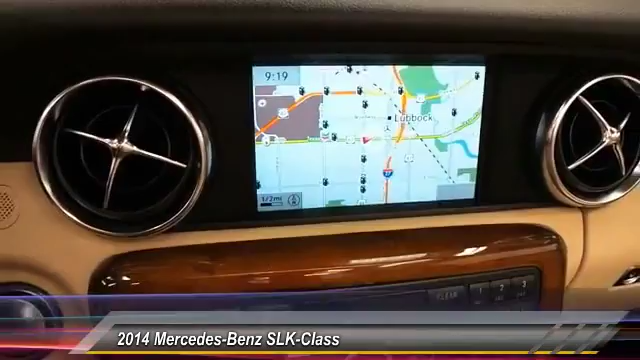 9:19
Lubbock
27
1/2mi
CLEAR
1 2 3
2014 Mercedes-Benz SLK-Class